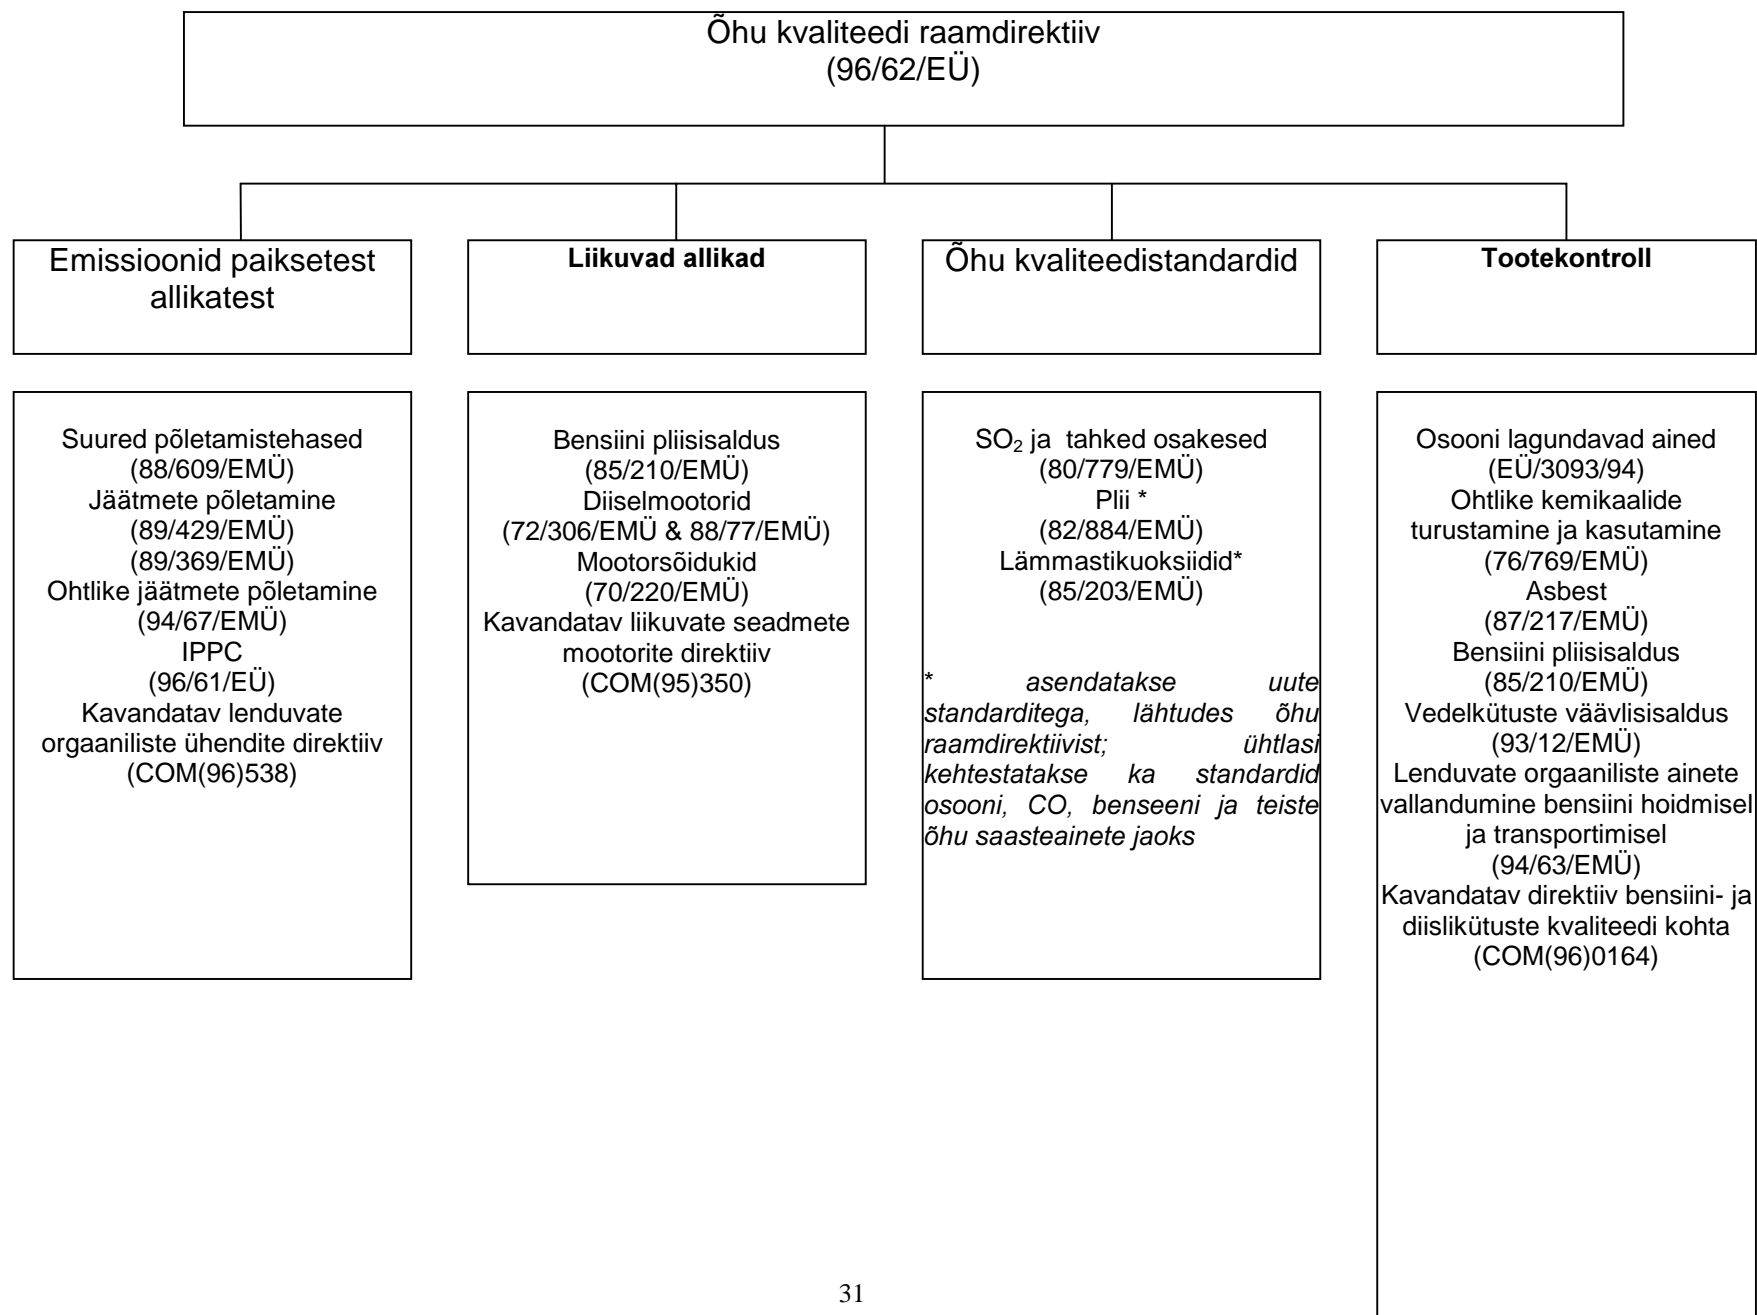 Õhu kvaliteedi raamdirektiiv
(96/62/EÜ)
Emissioonid paiksetest
allikatest
Liikuvad allikad
Õhu kvaliteedistandardid
Tootekontroll
Suured põletamistehased
(88/609/EMÜ)
Jäätmete põletamine
(89/429/EMÜ)
(89/369/EMÜ)
Ohtlike jäätmete põletamine
(94/67/EMÜ)
IPPC
(96/61/EÜ)
Kavandatav lenduvate
orgaaniliste ühendite direktiiv
(COM(96)538)
Bensiini pliisisaldus
(85/210/EMÜ)
Diiselmootorid
(72/306/EMÜ & 88/77/EMÜ)
Mootorsõidukid
(70/220/EMÜ)
Kavandatav liikuvate seadmete
mootorite direktiiv
(COM(95)350)
SO₂ ja tahked osakesed
(80/779/EMÜ)
Plii *
(82/884/EMÜ)
Lämmastikuoksiidid*
(85/203/EMÜ)
* asendatakse uute
standarditega, lähtudes õhu
raamdirektiivist; ühtlasi
kehtestatakse ka standardid
osooni, CO, benseeni ja teiste
õhu saasteainete jaoks
Osooni lagundavad ained
(EÜ/3093/94)
Ohtlike kemikaalide
turustamine ja kasutamine
(76/769/EMÜ)
Asbest
(87/217/EMÜ)
Bensiini pliisisaldus
(85/210/EMÜ)
Vedelkütuste väävlisisaldus
(93/12/EMÜ)
Lenduvate orgaaniliste ainete
vallandumine bensiini hoidmisel
ja transportimisel
(94/63/EMÜ)
Kavandatav direktiiv bensiini- ja
diislikütuste kvaliteedi kohta
(COM(96)0164)
31